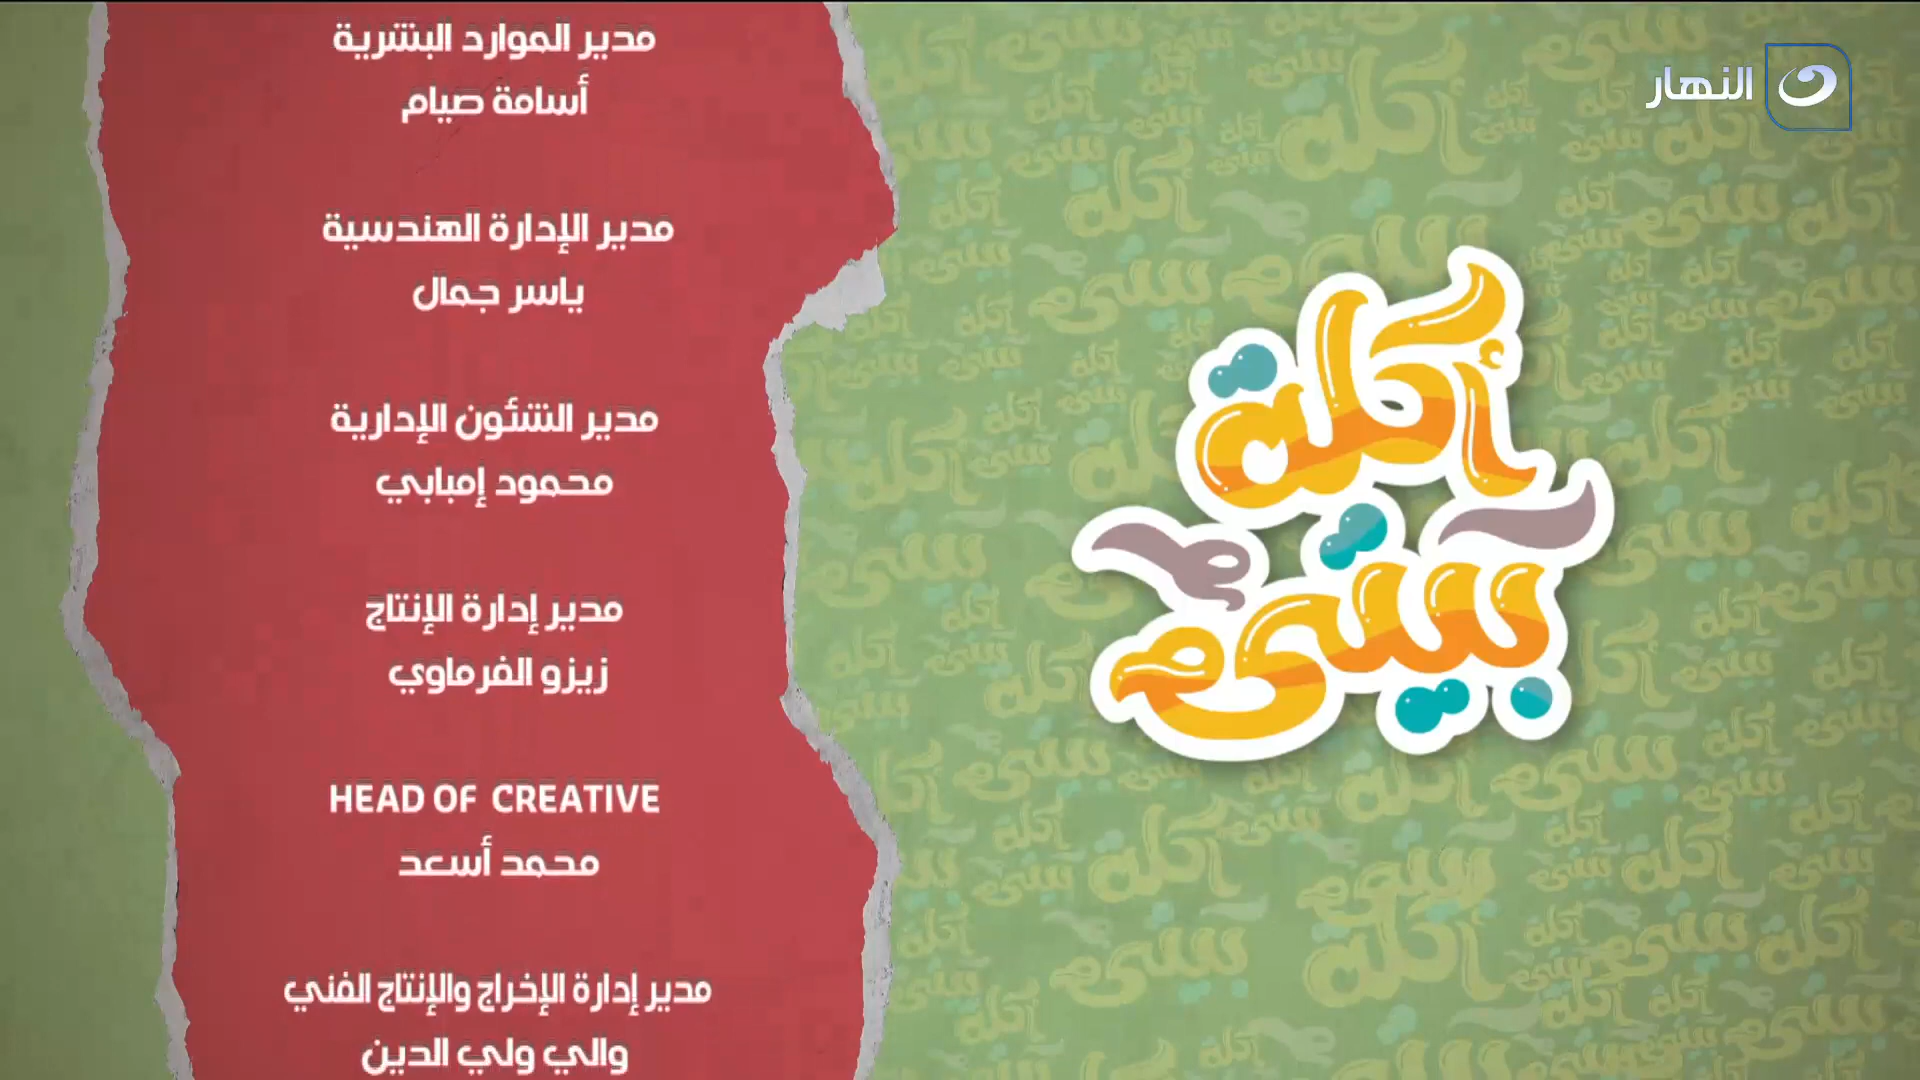 النهار
مدير الموارد البشرية
أسامة صيام
مدير الإدارة الهندسية
ياسر جمال
مدير الشئون الإدارية
محمود إمبابي
مدير إدارة الإنتاج
زيزو الفرماوي
HEAD OF CREATIVE
محمد أسعد
مدير إدارة الإخراج والإنتاج الفني
والي ولي الدين
أكلة
بيتي